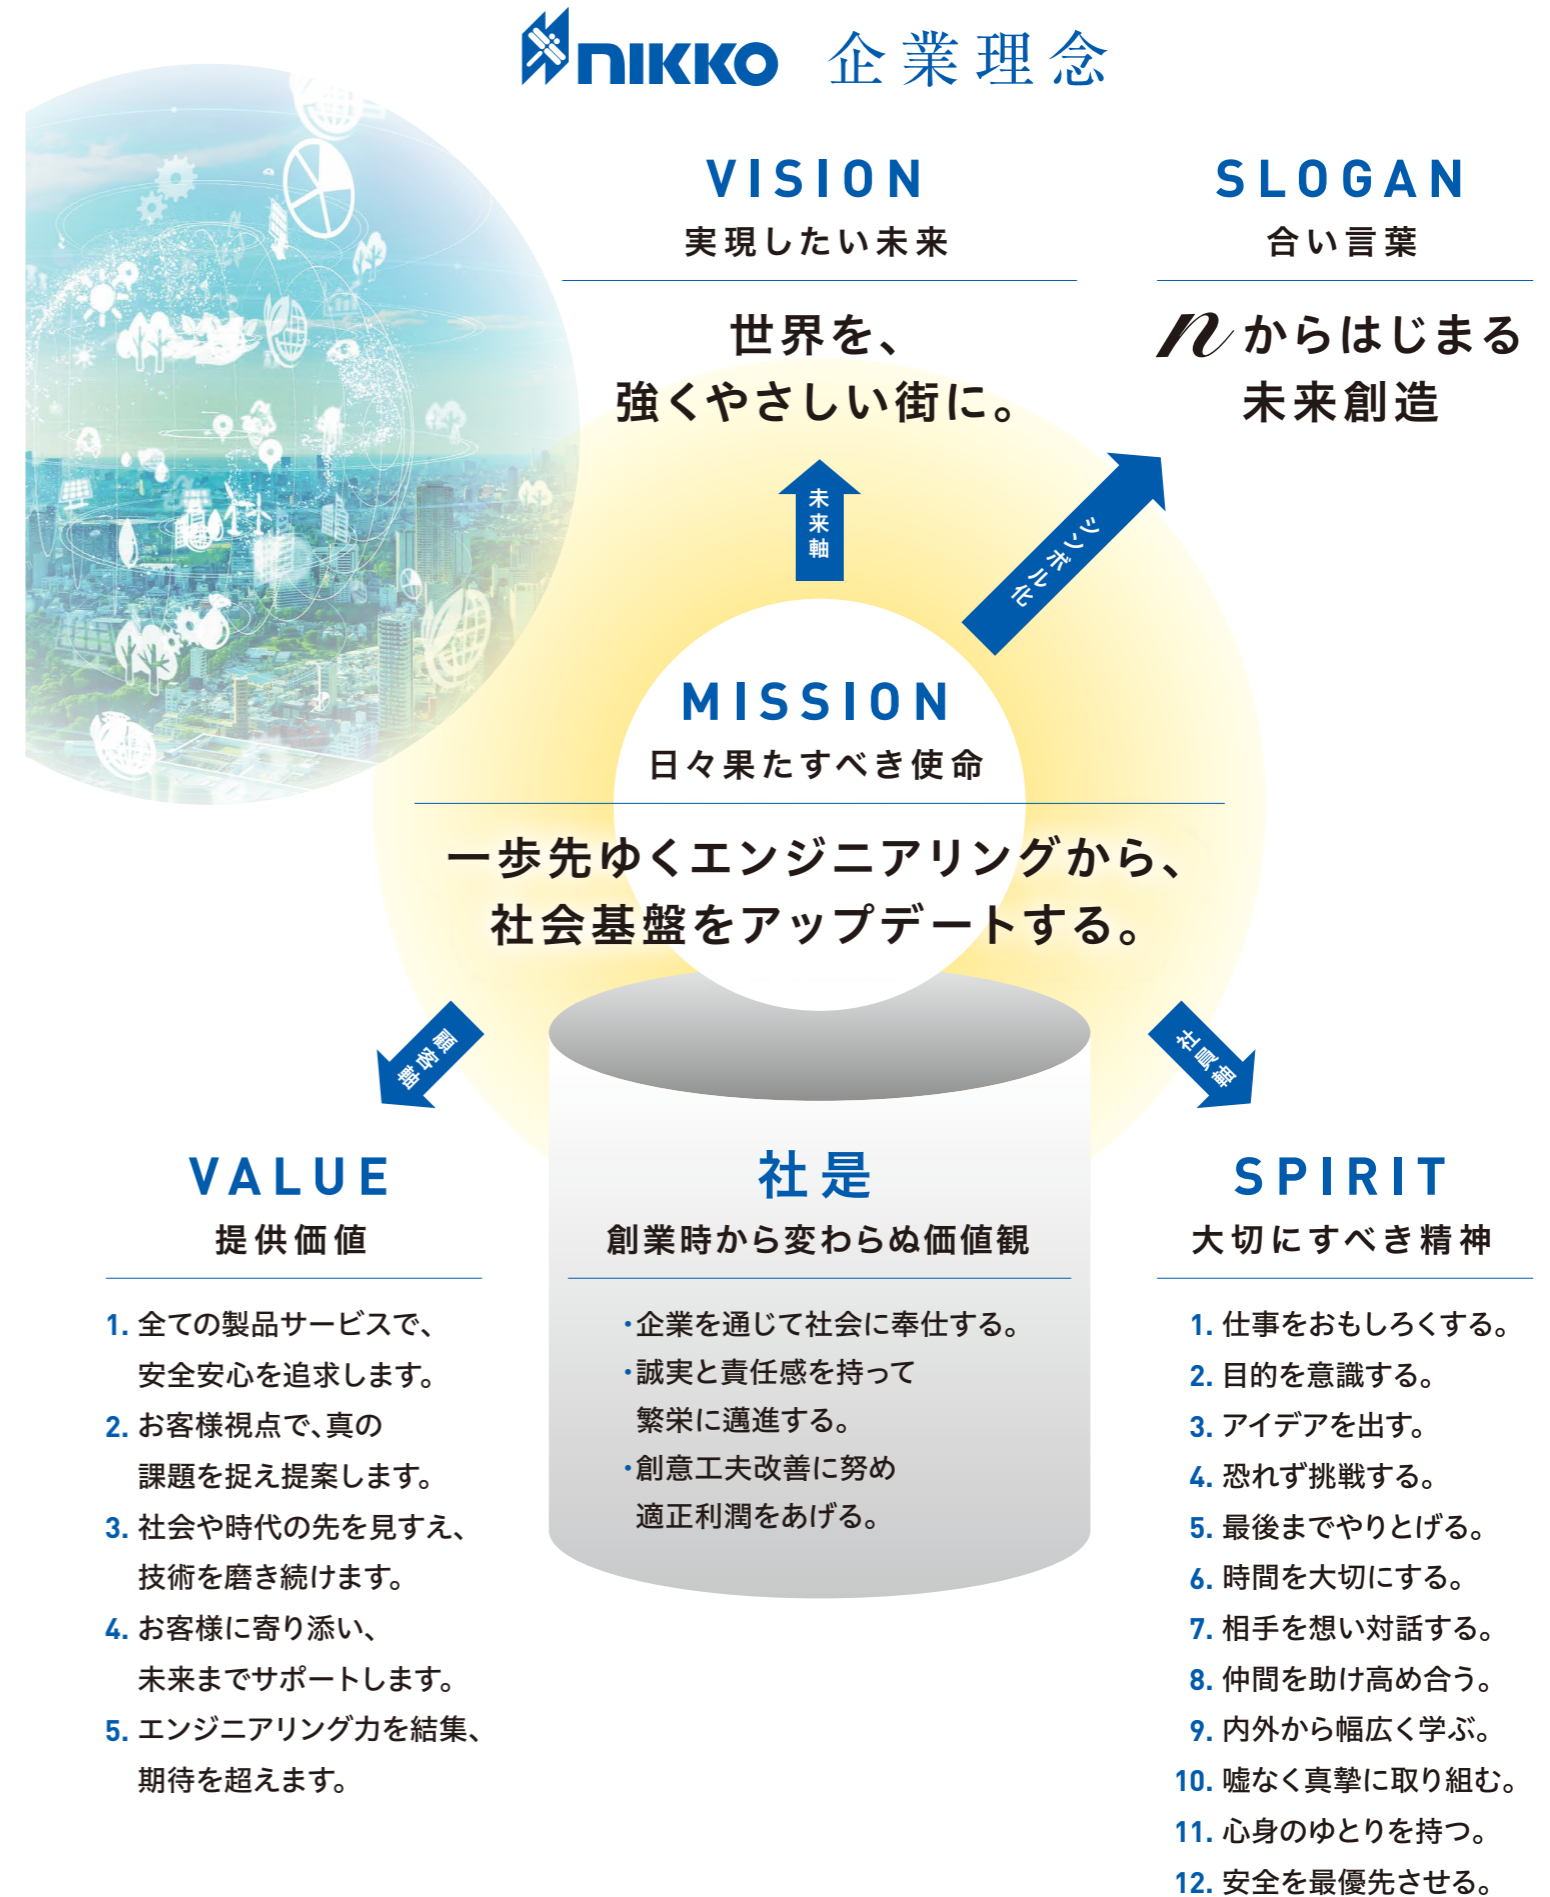 NIKKO 企業理念
VISION
実現したい未来
世界を、
強くやさしい街に。
SLOGAN
合い言葉
nからはじまる
未来創造
未来軸
シンボル化
MISSION
日々果たすべき使命
一歩先ゆくエンジニアリングから、
社会基盤をアップデートする。
顧客軸
社員軸
VALUE
提供価値
1. 全ての製品サービスで、
安全安心を追求します。
2. お客様視点で、真の
課題を捉え提案します。
3. 社会や時代の先を見すえ、
技術を磨き続けます。
4. お客様に寄り添い、
未来までサポートします。
5. エンジニアリング力を結集、
期待を超えます。
社是
創業時から変わらぬ価値観
・企業を通じて社会に奉仕する。
・誠実と責任感を持って
繁栄に邁進する。
・創意工夫改善に努め
適正利潤をあげる。
SPIRIT
大切にすべき精神
1. 仕事をおもしろくする。
2. 目的を意識する。
3. アイデアを出す。
4. 恐れず挑戦する。
5. 最後までやりとげる。
6. 時間を大切にする。
7. 相手を想い対話する。
8. 仲間を助け高め合う。
9. 内外から幅広く学ぶ。
10. 嘘なく真摯に取り組む。
11. 心身のゆとりを持つ。
12. 安全を最優先させる。